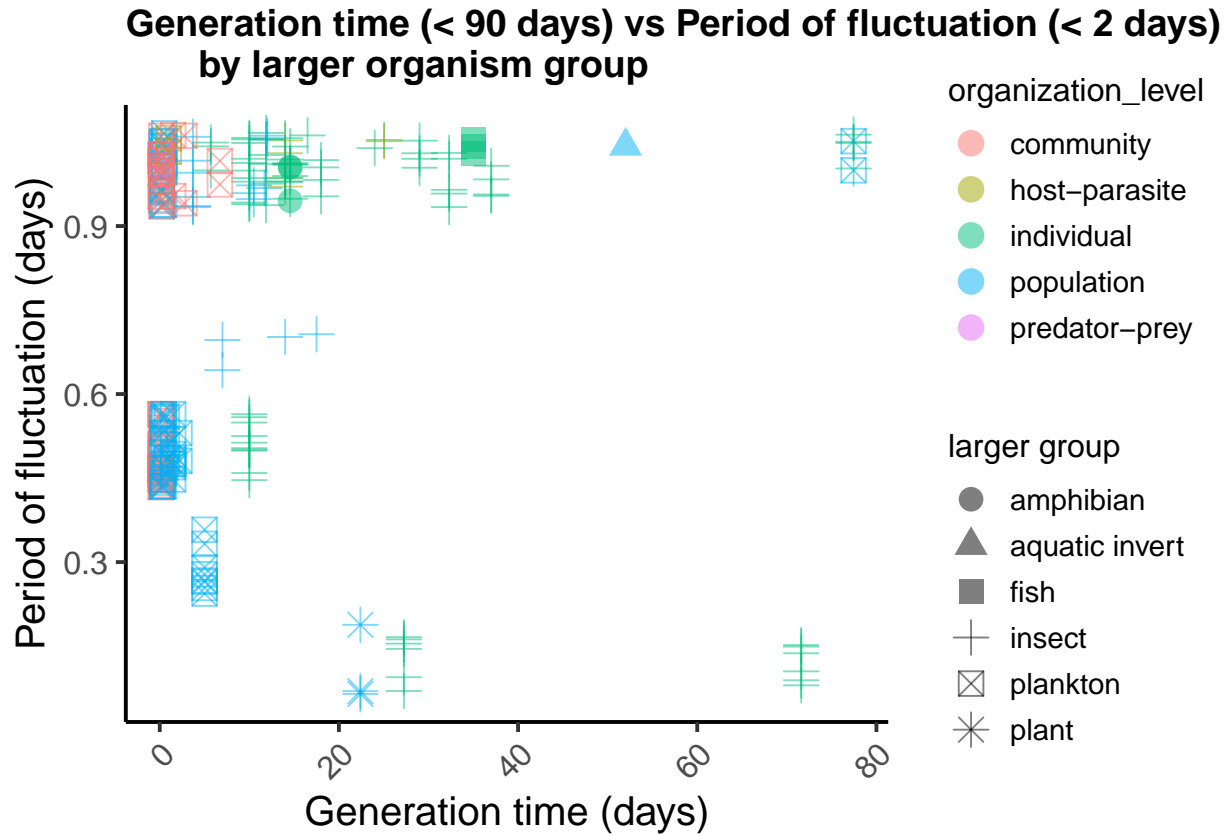 Generation time (< 90 days) vs Period of fluctuation (< 2 days)
by larger organism group
Period of fluctuation (days)
0.9
0.6
0.3
0
20
40
60
80
Generation time (days)
organization_level
community
host−parasite
individual
population
predator−prey
larger group
amphibian
aquatic invert
fish
insect
plankton
plant